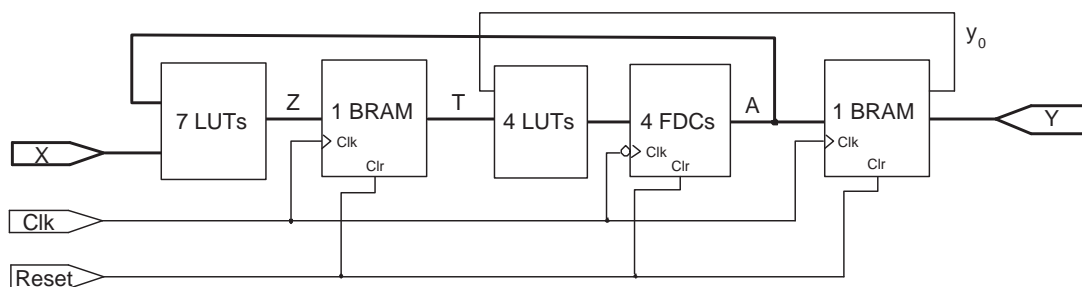 y0
Z
1 BRAM
T
A
1 BRAM
7 LUTs
4 LUTs
4 FDCs
Y
Clk
Clk
Clk
X
Clr
Clr
Clr
Clk
Reset